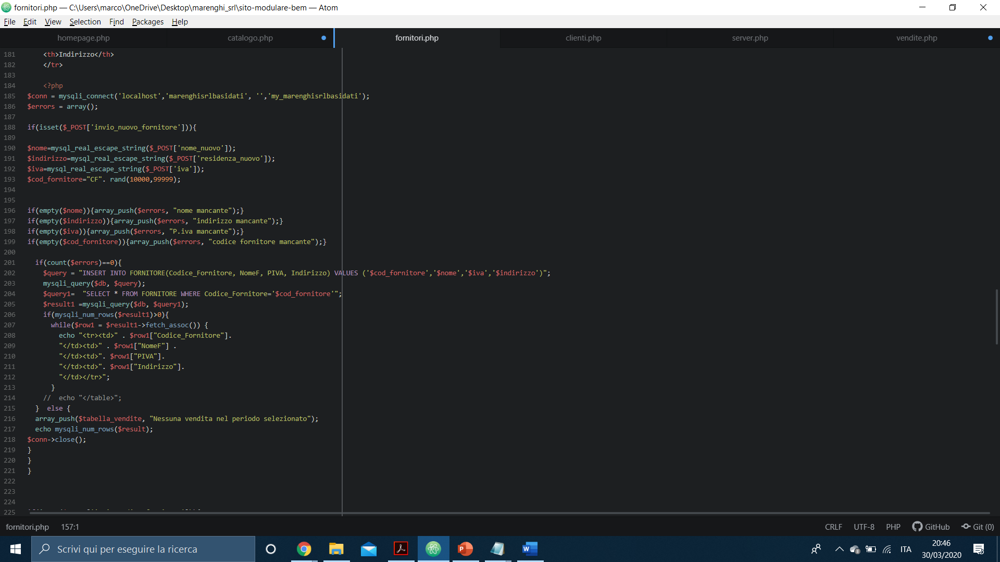 fornitori.php — C:\Users\marco\OneDrive\Desktop\marenghi_srl\sito-modulare-bem — Atom
File Edit View Selection Find Packages Help
homepage.php catalogo.php fornitori.php clienti.php server.php vendite.php
181 <th>Indirizzo</th>
182 </tr>
183
184 <?php
185 $conn = mysqli_connect('localhost','marenghisrlbasidati', '','my_marenghisrlbasidati');
186 $errors = array();
187
188 if(isset($_POST['invio_nuovo_fornitore'])){
189
190 $nome=mysql_real_escape_string($_POST['nome_nuovo']);
191 $indirizzo=mysql_real_escape_string($_POST['residenza_nuovo']);
192 $iva=mysql_real_escape_string($_POST['iva']);
193 $cod_fornitore="CF". rand(10000,99999);
194
195
196 if(empty($nome)){array_push($errors, "nome mancante");}
197 if(empty($indirizzo)){array_push($errors, "indirizzo mancante");}
198 if(empty($iva)){array_push($errors, "P.iva mancante");}
199 if(empty($cod_fornitore)){array_push($errors, "codice fornitore mancante");}
200
201 if(count($errors)==0){
202 $query = "INSERT INTO FORNITORE(Codice_Fornitore, NomeF, PIVA, Indirizzo) VALUES ('$cod_fornitore','$nome','$iva','$indirizzo')";
203 mysqli_query($db, $query);
204 $query1= "SELECT * FROM FORNITORE WHERE Codice_Fornitore='$cod_fornitore'";
205 $result1 =mysqli_query($db, $query1);
206 if(mysqli_num_rows($result1)>0){
207 while($row1 = $result1->fetch_assoc()) {
208 echo "<tr><td>" . $row1["Codice_Fornitore"].
209 "</td><td>" . $row1["NomeF"] .
210 "</td><td>". $row1["PIVA"].
211 "</td><td>". $row1["Indirizzo"].
212 "</td></tr>";
213 }
214 // echo "</table>";
215 } else {
216 array_push($tabella_vendite, "Nessuna vendita nel periodo selezionato");
217 echo mysqli_num_rows($result);
218 $conn->close();
219 }
220 }
221 }
222
223
224
225
fornitori.php 157:1 CRLF UTF-8 PHP GitHub Git (0)
Scrivi qui per eseguire la ricerca
ITA
20:46
30/03/2020